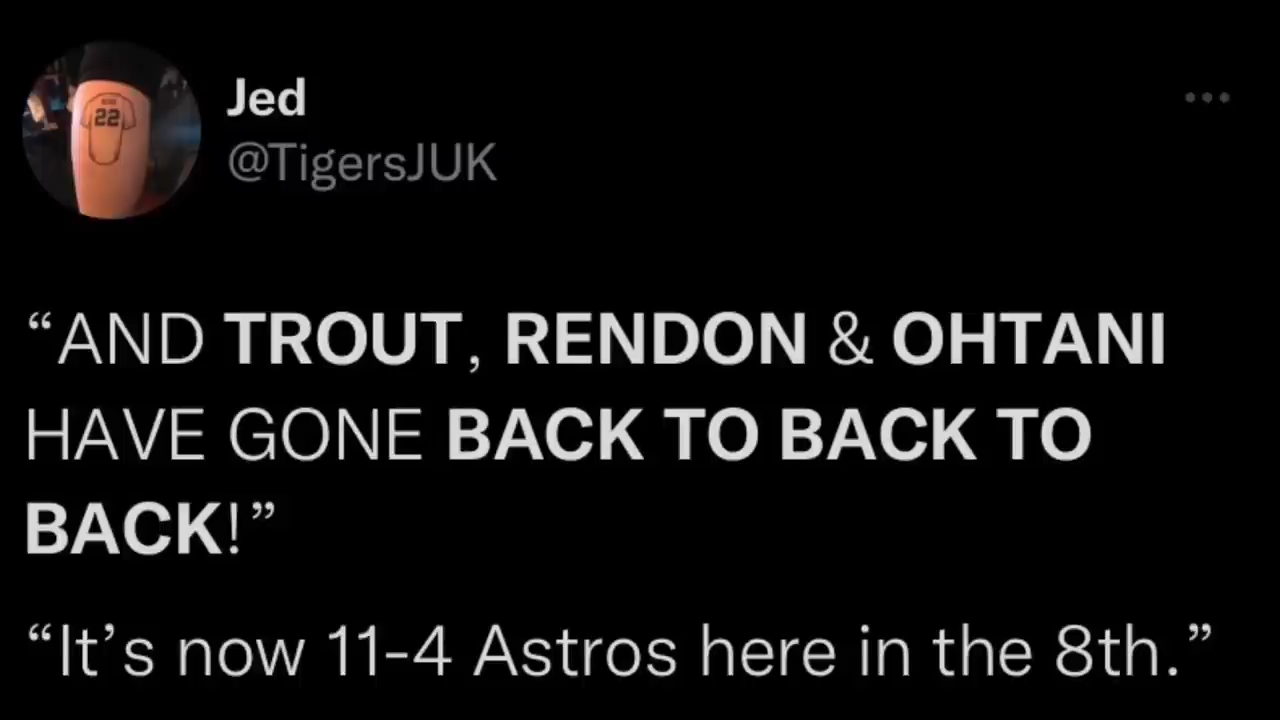 22
Jed
@TigersJUK
“AND TROUT, RENDON & OHTANI
HAVE GONE BACK TO BACK TO
BACK!”
“It’s now 11-4 Astros here in the 8th.”